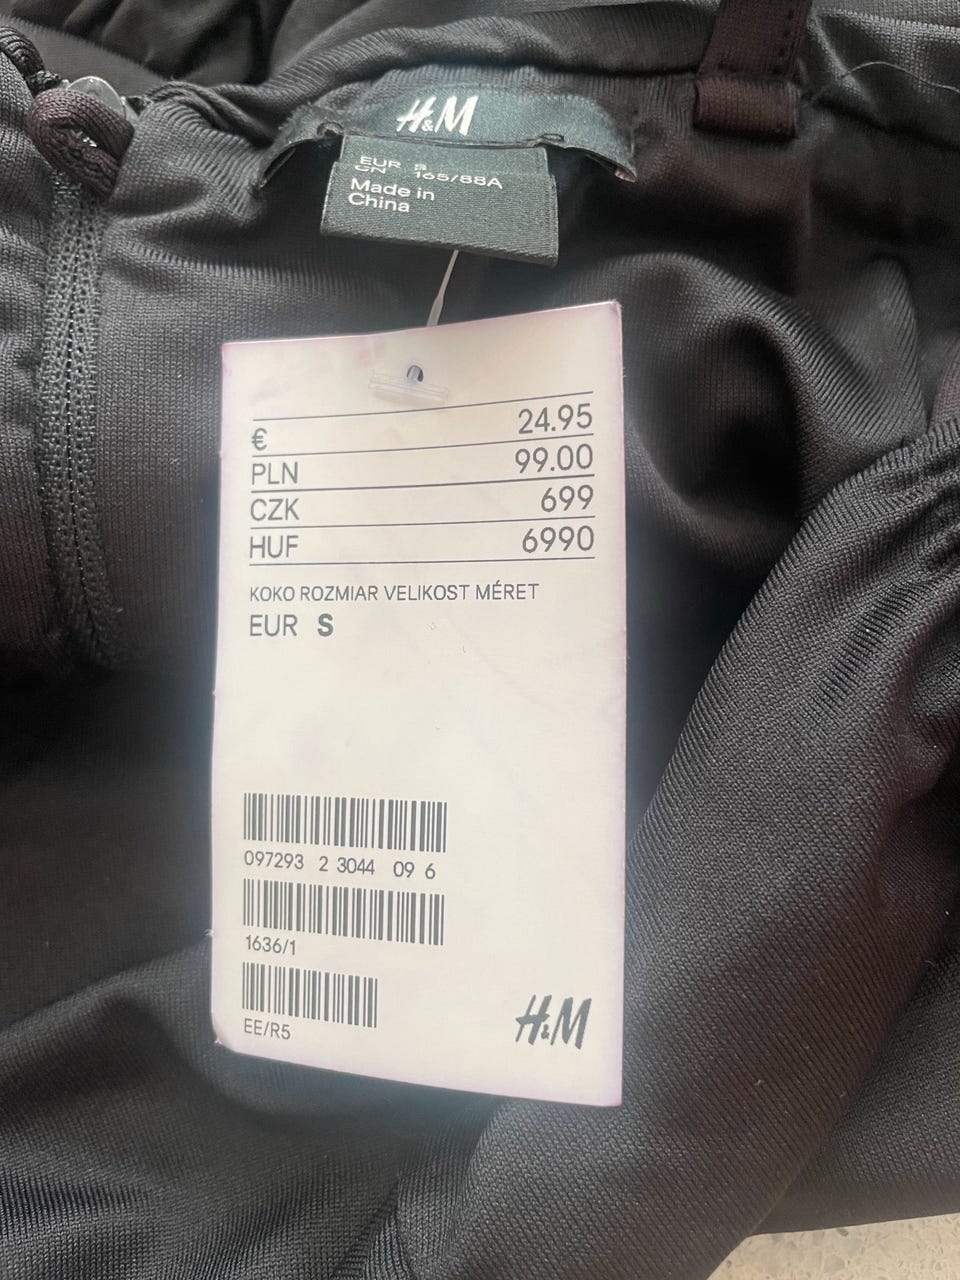 H&M
EUR S
CN 165/88A
Made in
China
€ 24.95
PLN 99.00
CZK 699
HUF 6990
KOKO ROZMIAR VELIKOST MÉRET
EUR S
097293 2 3044 09 6
1636/1
EE/R5
H&M